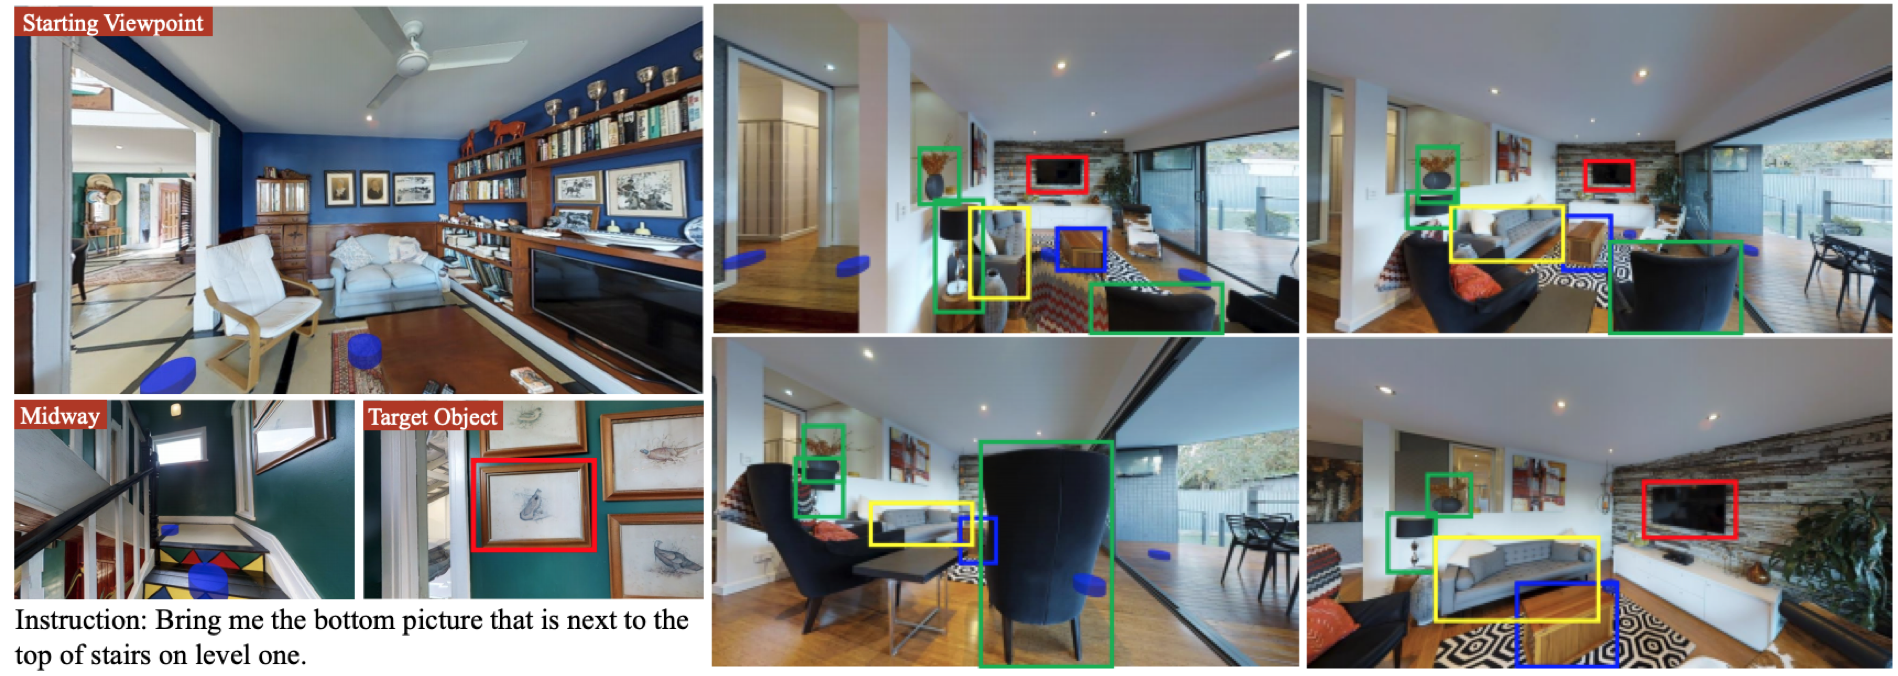 Starting Viewpoint
Midway
Target Object
Instruction: Bring me the bottom picture that is next to the
top of stairs on level one.